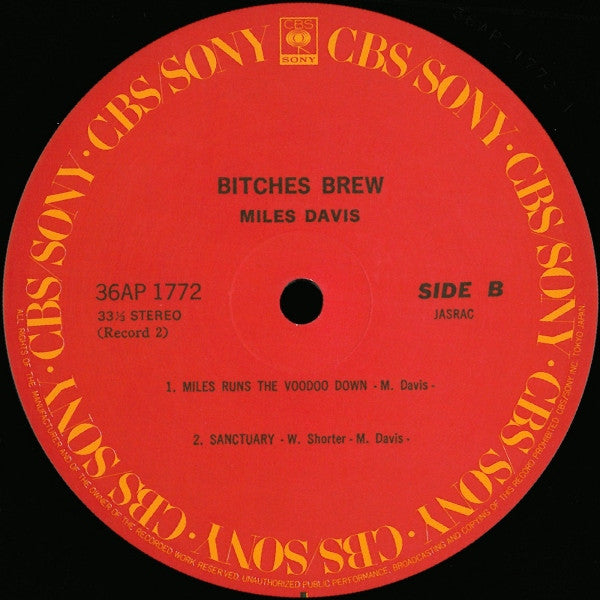 36AP-1772
CBS
SONY
CBS/SONY · CBS/SONY · CBS/SONY · CBS/SONY · CBS/SONY · CBS/SONY · CBS/SONY · CBS/SONY
BITCHES BREW
MILES DAVIS
36AP 1772
33⅓ STEREO
(Record 2)
SIDE B
JASRAC
1. MILES RUNS THE VOODOO DOWN - M. Davis -
2. SANCTUARY - W. Shorter - M. Davis -
ALL RIGHTS OF THE MANUFACTURER AND OF THE OWNER OF THE RECORDED WORK RESERVED. UNAUTHORIZED PUBLIC PERFORMANCE, BROADCASTING AND COPYING OF THIS RECORD PROHIBITED. CBS/SONY INC. TOKYO JAPAN.